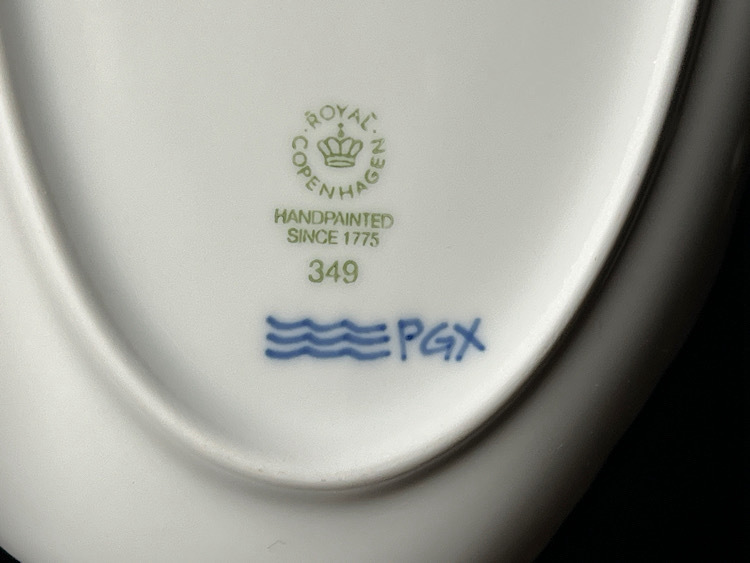 ROYAL COPENHAGEN
HANDPAINTED
SINCE 1775
349
PGX